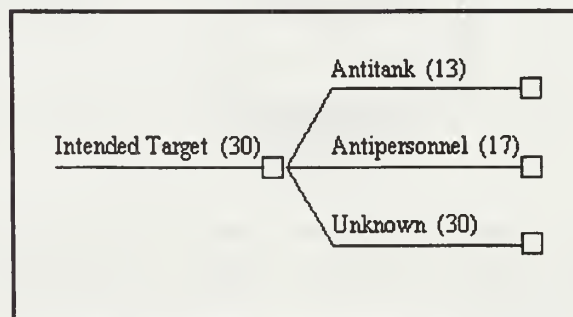 Antitank (13)
Intended Target (30)
Antipersonnel (17)
Unknown (30)